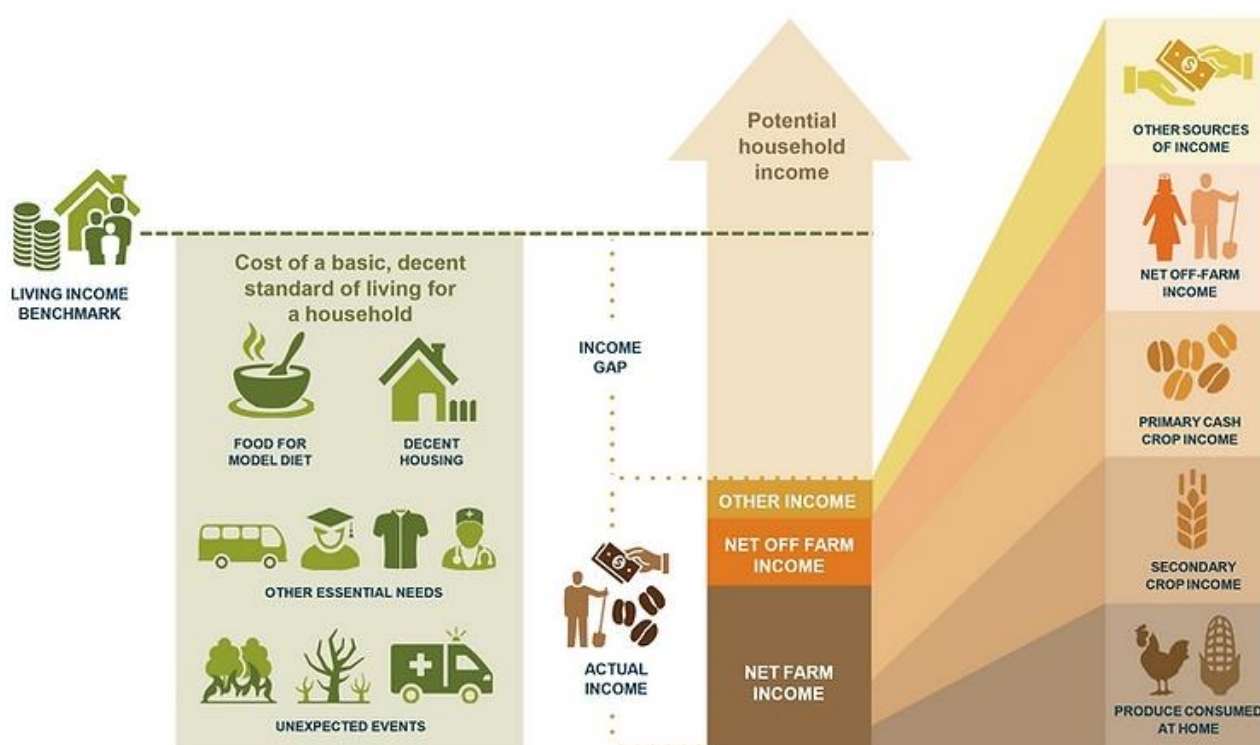 LIVING INCOME
BENCHMARK
Cost of a basic, decent
standard of living for
a household
FOOD FOR
MODEL DIET
DECENT
HOUSING
OTHER ESSENTIAL NEEDS
UNEXPECTED EVENTS
INCOME
GAP
ACTUAL
INCOME
Potential
household
income
OTHER INCOME
NET OFF FARM
INCOME
NET FARM
INCOME
OTHER SOURCES
OF INCOME
NET OFF-FARM
INCOME
PRIMARY CASH
CROP INCOME
SECONDARY
CROP INCOME
PRODUCE CONSUMED
AT HOME